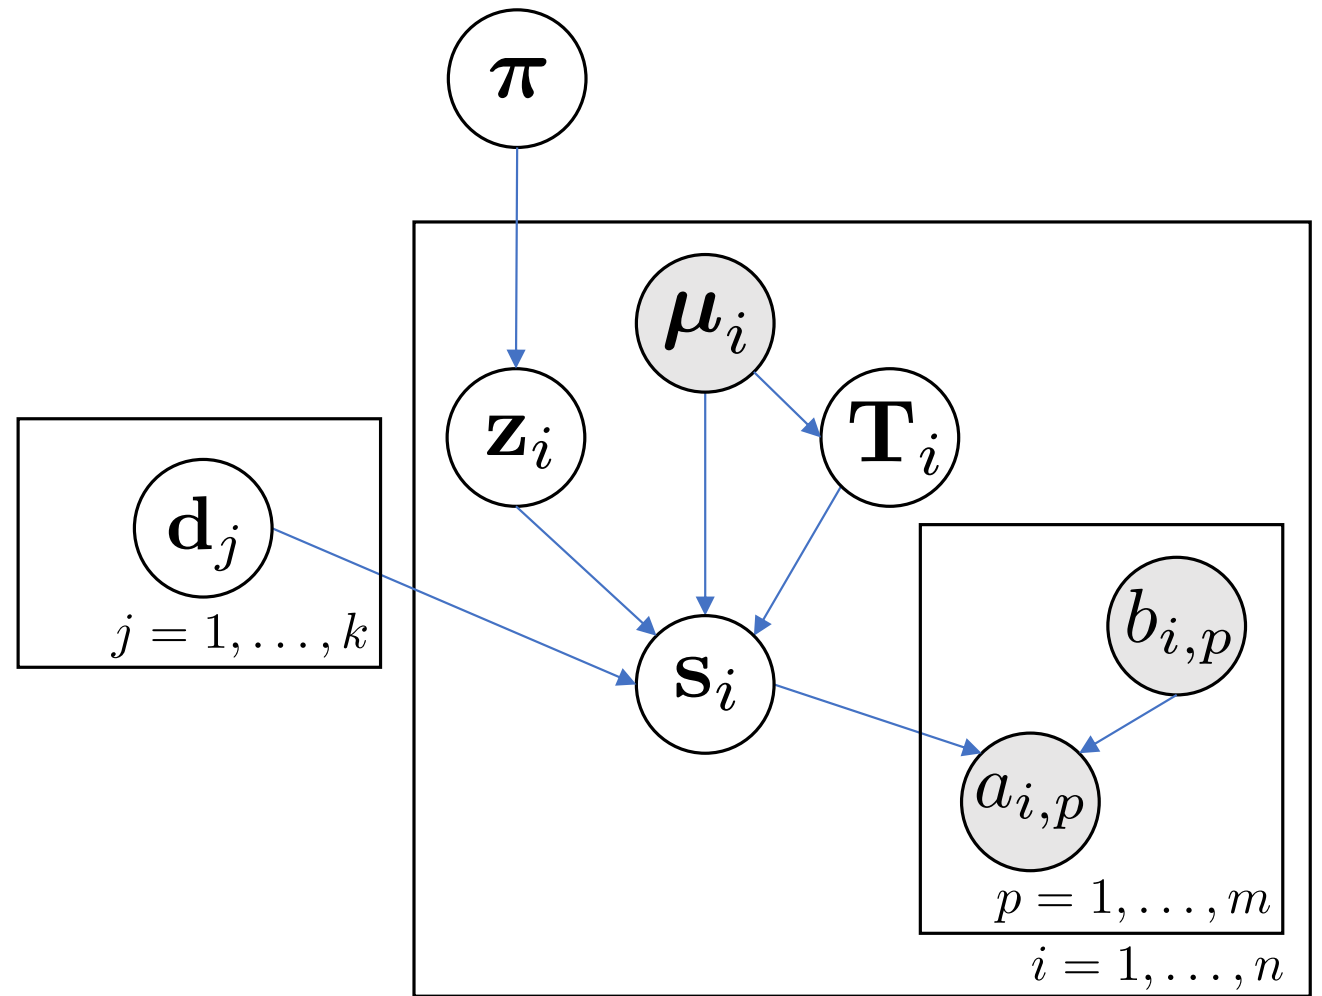 π
μ_i
z_i
T_i
d_j
j = 1, . . . , k
b_{i,p}
s_i
a_{i,p}
p = 1, . . . , m
i = 1, . . . , n